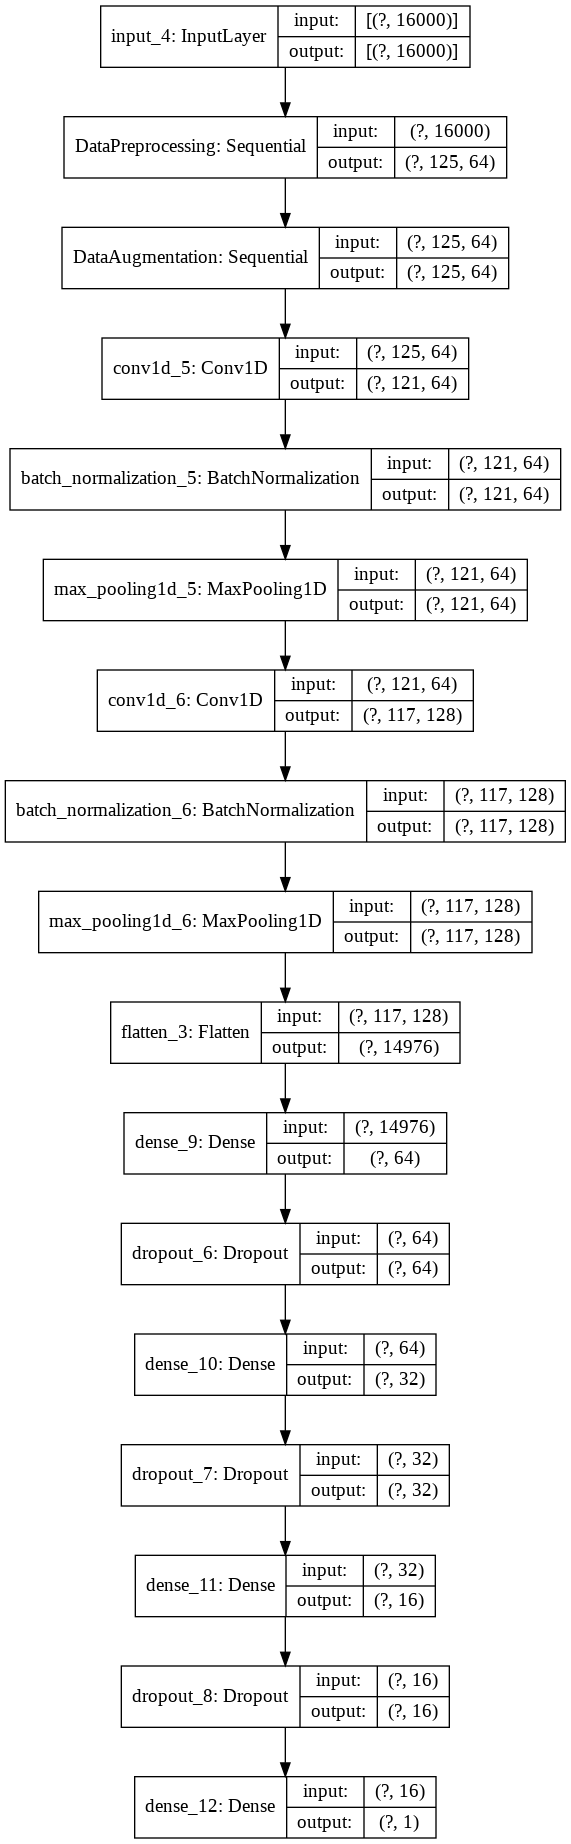 input_4: InputLayer
input: [(?, 16000)]
output: [(?, 16000)]
DataPreprocessing: Sequential
input: (?, 16000)
output: (?, 125, 64)
DataAugmentation: Sequential
input: (?, 125, 64)
output: (?, 125, 64)
conv1d_5: Conv1D
input: (?, 125, 64)
output: (?, 121, 64)
batch_normalization_5: BatchNormalization
input: (?, 121, 64)
output: (?, 121, 64)
max_pooling1d_5: MaxPooling1D
input: (?, 121, 64)
output: (?, 121, 64)
conv1d_6: Conv1D
input: (?, 121, 64)
output: (?, 117, 128)
batch_normalization_6: BatchNormalization
input: (?, 117, 128)
output: (?, 117, 128)
max_pooling1d_6: MaxPooling1D
input: (?, 117, 128)
output: (?, 117, 128)
flatten_3: Flatten
input: (?, 117, 128)
output: (?, 14976)
dense_9: Dense
input: (?, 14976)
output: (?, 64)
dropout_6: Dropout
input: (?, 64)
output: (?, 64)
dense_10: Dense
input: (?, 64)
output: (?, 32)
dropout_7: Dropout
input: (?, 32)
output: (?, 32)
dense_11: Dense
input: (?, 32)
output: (?, 16)
dropout_8: Dropout
input: (?, 16)
output: (?, 16)
dense_12: Dense
input: (?, 16)
output: (?, 1)